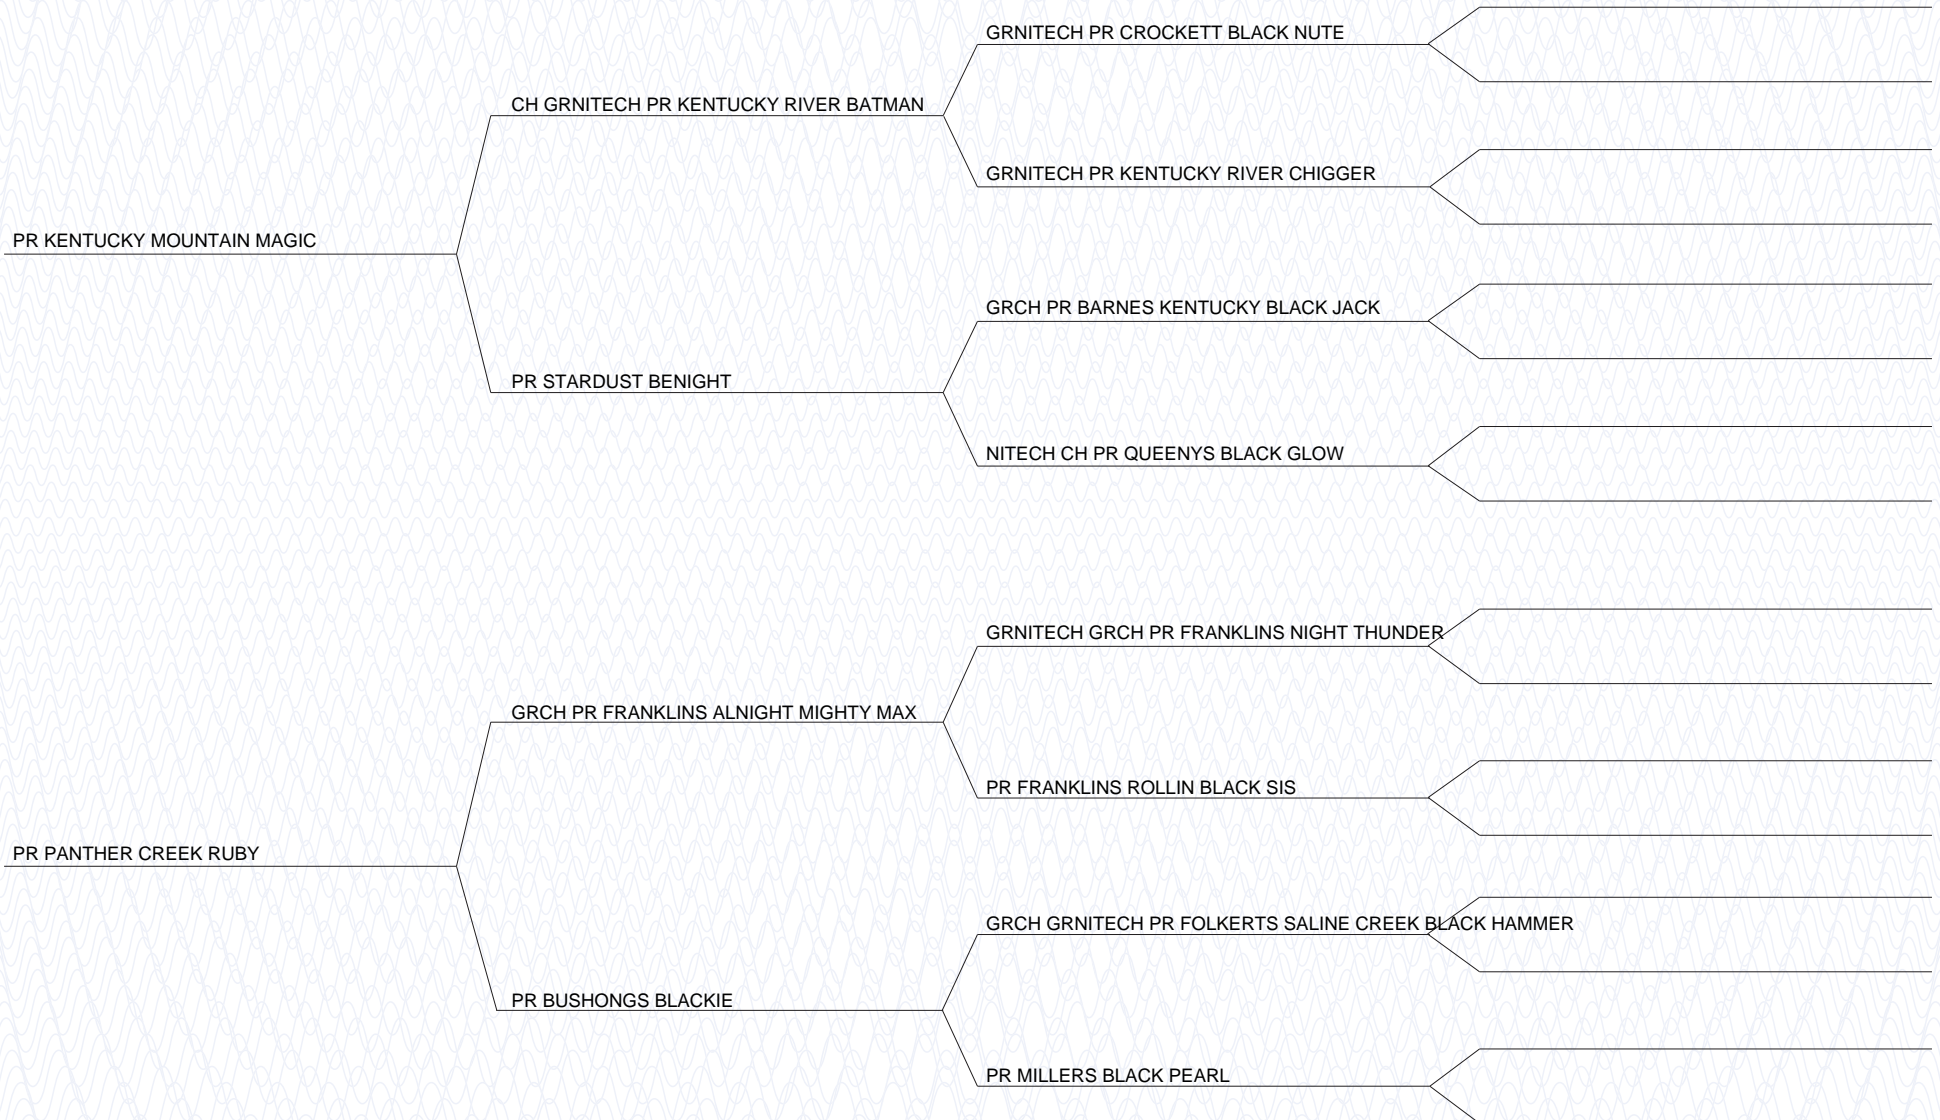 GRNITECH PR CROCKETT BLACK NUTE
CH GRNITECH PR KENTUCKY RIVER BATMAN
GRNITECH PR KENTUCKY RIVER CHIGGER
PR KENTUCKY MOUNTAIN MAGIC
GRCH PR BARNES KENTUCKY BLACK JACK
PR STARDUST BENIGHT
NITECH CH PR QUEENYS BLACK GLOW
GRNITECH GRCH PR FRANKLINS NIGHT THUNDER
GRCH PR FRANKLINS ALNIGHT MIGHTY MAX
PR FRANKLINS ROLLIN BLACK SIS
PR PANTHER CREEK RUBY
GRCH GRNITECH PR FOLKERTS SALINE CREEK BLACK HAMMER
PR BUSHONGS BLACKIE
PR MILLERS BLACK PEARL